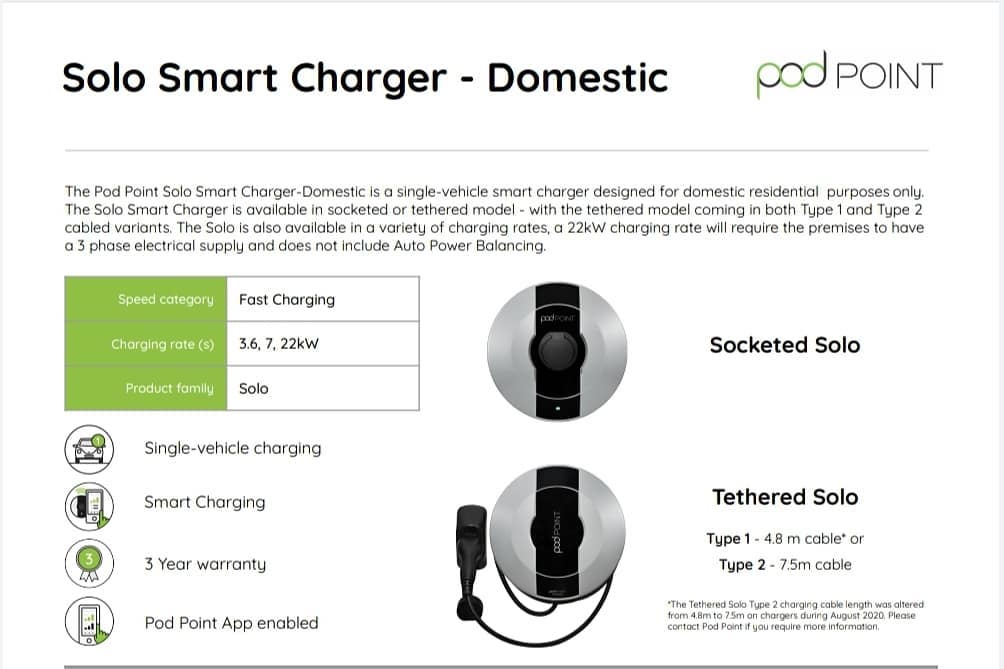 Solo Smart Charger - Domestic
pod POINT
The Pod Point Solo Smart Charger-Domestic is a single-vehicle smart charger designed for domestic residential purposes only.
The Solo Smart Charger is available in socketed or tethered model - with the tethered model coming in both Type 1 and Type 2
cabled variants. The Solo is also available in a variety of charging rates, a 22kW charging rate will require the premises to have
a 3 phase electrical supply and does not include Auto Power Balancing.
Speed category Fast Charging
Charging rate (s) 3.6, 7, 22kW
Product family Solo
1
Single-vehicle charging
Smart Charging
3
3 Year warranty
Pod Point App enabled
pod POINT
Socketed Solo
pod POINT
Tethered Solo
Type 1 - 4.8 m cable* or
Type 2 - 7.5m cable
*The Tethered Solo Type 2 charging cable length was altered
from 4.8m to 7.5m on chargers during August 2020. Please
contact Pod Point if you require more information.